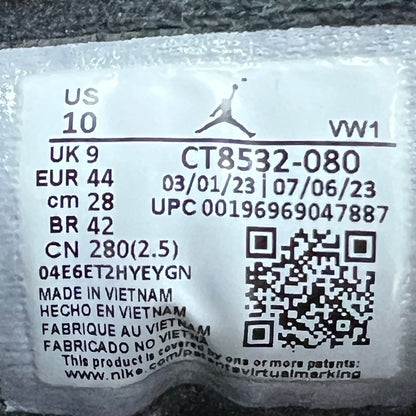 US
10
VW1
UK 9
EUR 44
cm 28
BR 42
CN 280(2.5)
CT8532-080
03/01/23 | 07/06/23
UPC 00196969047887
04E6ET2HYEYGN
MADE IN VIETNAM
HECHO EN VIETNAM
FABRIQUE AU VIETNAM
FABRICADO NO VIETNAM
This product is covered by one or more patents:
www.nike.com/patentsvirtualmarking